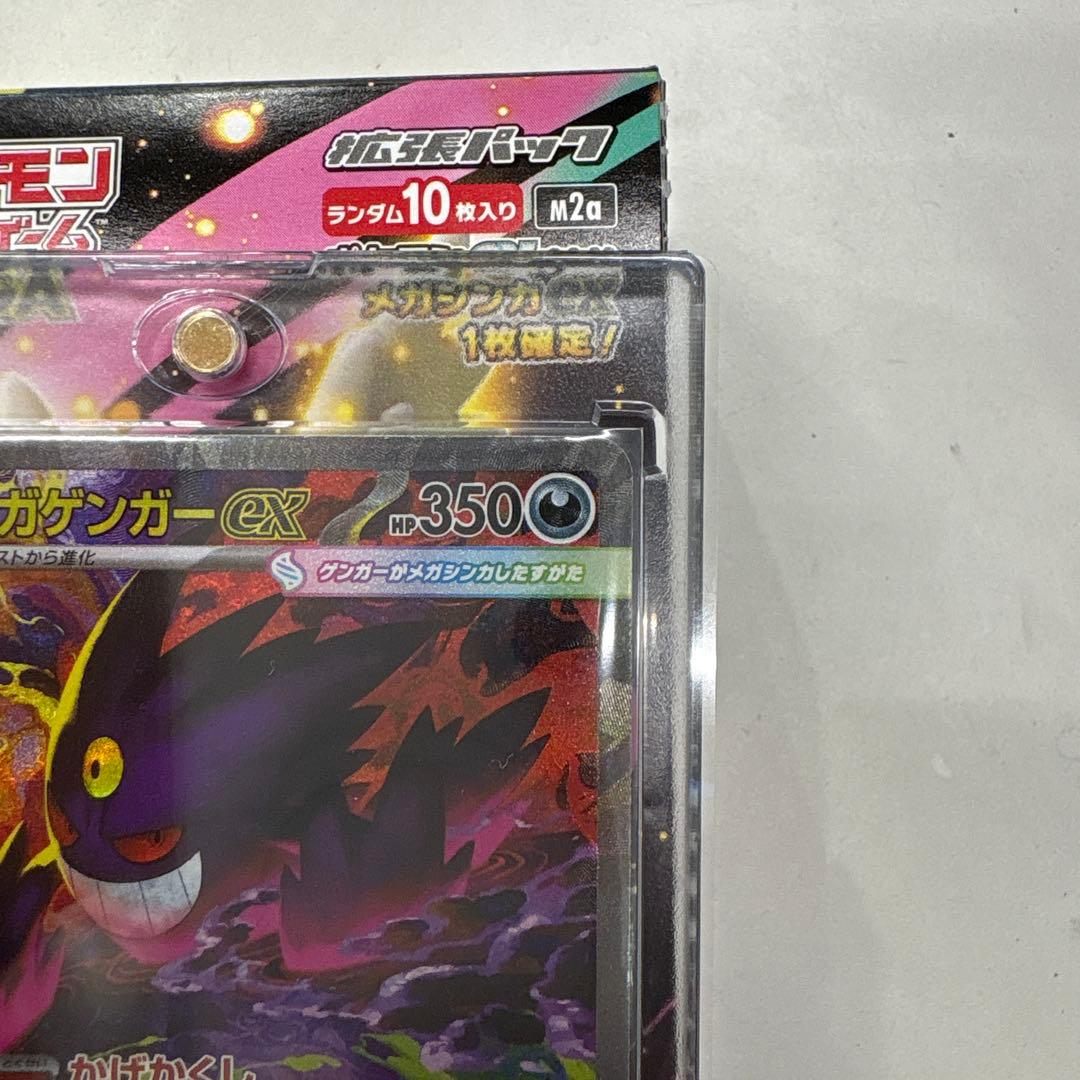 モン
拡張パック
ゲーム™
ランダム10枚入り M2a
メガシンカex
1枚確定!
ガゲンガーex HP350
ストから進化
ゲンガーがメガシンカしたすがた
かげかくし